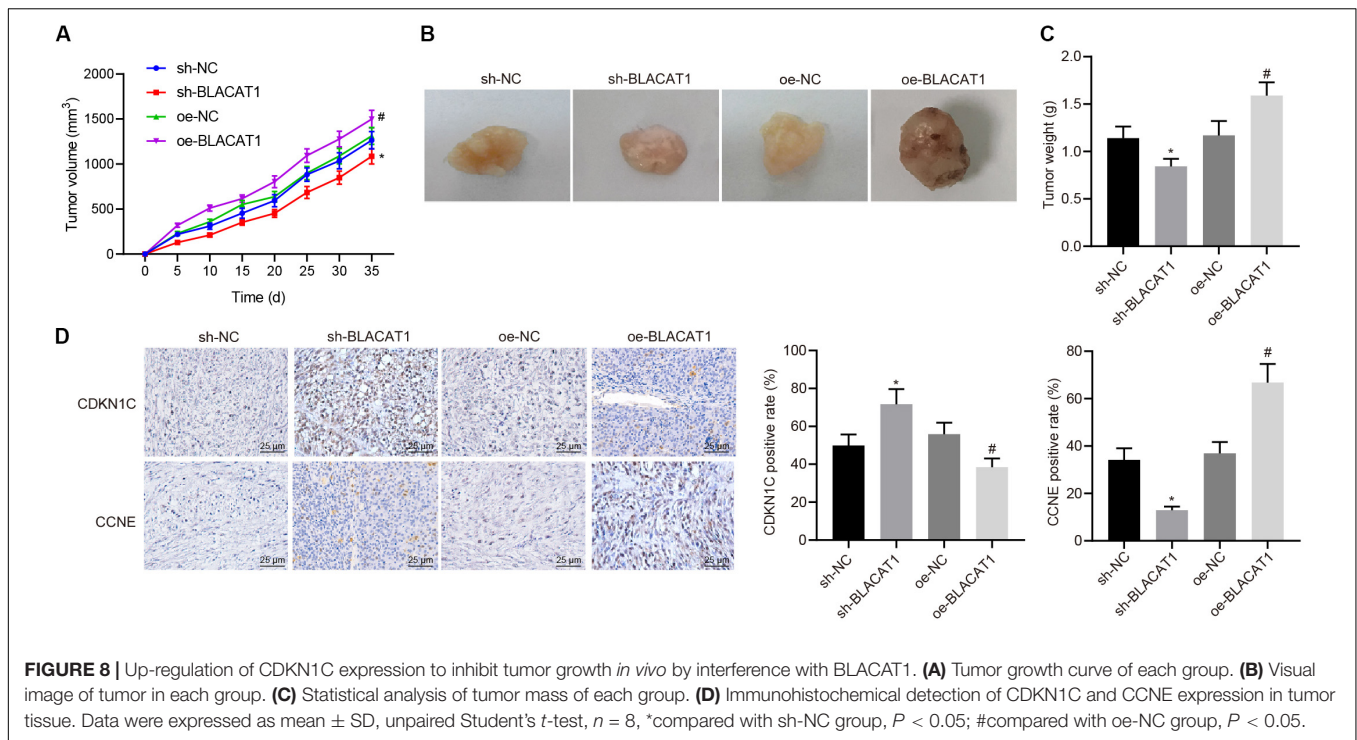 A
sh-NC
sh-BLACAT1
oe-NC
oe-BLACAT1
Tumor volume (mm³)
2000
1500
1000
500
0
#
*
0 5 10 15 20 25 30 35
Time (d)
B
sh-NC sh-BLACAT1 oe-NC oe-BLACAT1
C
Tumor weight (g)
2.0
1.5
1.0
0.5
0.0
*
#
sh-NC
sh-BLACAT1
oe-NC
oe-BLACAT1
D
sh-NC sh-BLACAT1 oe-NC oe-BLACAT1
CDKN1C
25 µm 25 µm 25 µm 25 µm
CCNE
25 µm 25 µm 25 µm 25 µm
CDKN1C positive rate (%)
100
80
60
40
20
0
*
#
sh-NC
sh-BLACAT1
oe-NC
oe-BLACAT1
CCNE positive rate (%)
80
60
40
20
0
*
#
sh-NC
sh-BLACAT1
oe-NC
oe-BLACAT1
FIGURE 8 | Up-regulation of CDKN1C expression to inhibit tumor growth in vivo by interference with BLACAT1. (A) Tumor growth curve of each group. (B) Visual
image of tumor in each group. (C) Statistical analysis of tumor mass of each group. (D) Immunohistochemical detection of CDKN1C and CCNE expression in tumor
tissue. Data were expressed as mean ± SD, unpaired Student's t-test, n = 8, *compared with sh-NC group, P < 0.05; #compared with oe-NC group, P < 0.05.